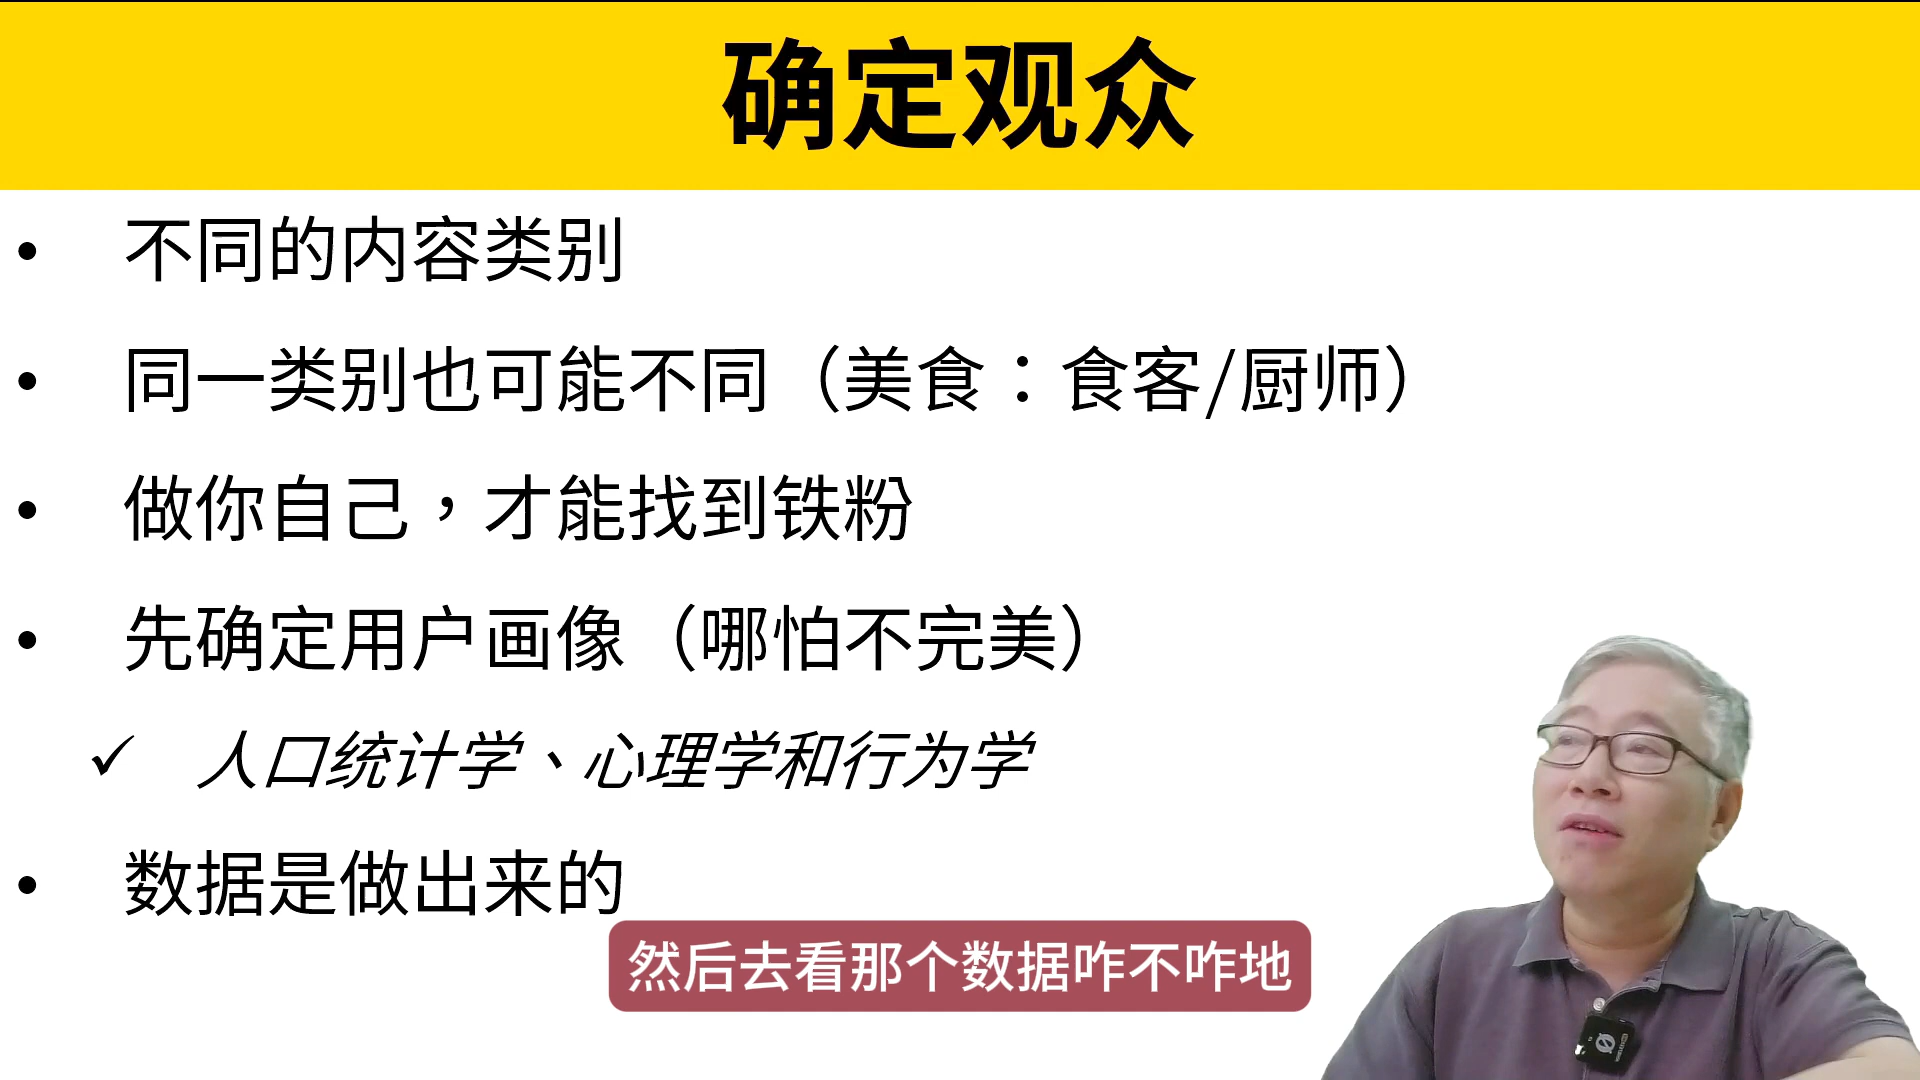 确定观众
• 不同的内容类别
• 同一类别也可能不同（美食：食客/厨师）
• 做你自己，才能找到铁粉
• 先确定用户画像（哪怕不完美）
✓ 人口统计学、心理学和行为学
• 数据是做出来的
然后去看那个数据咋不咋地